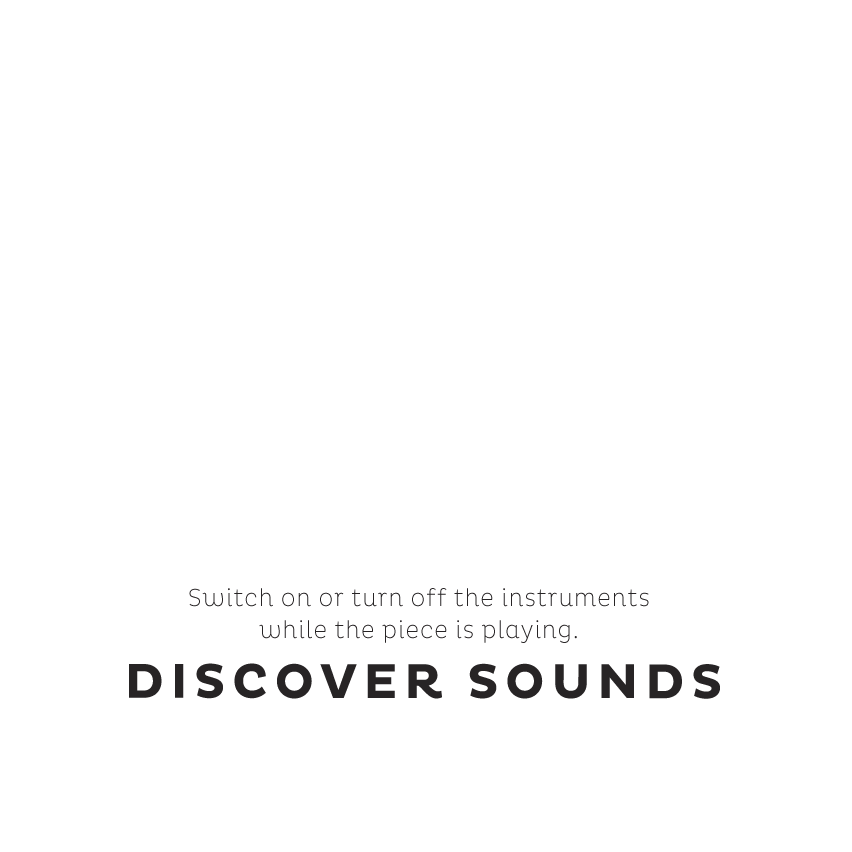 Switch on or turn off the instruments
while the piece is playing.
DISCOVER SOUNDS